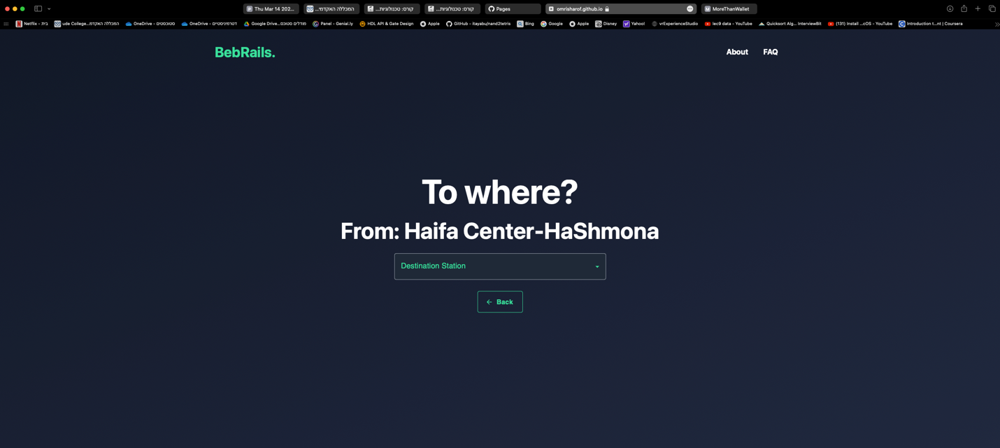 Thu Mar 14 202...
המכללה האקדמי...
קורס: טכנולוגיות...
קורס: טכנולוגיות...
Pages
omrisharof.github.io
MoreThanWallet
Netflix - בית
ude College...המכללה האקדמ
OneDrive - סטובסטים
OneDrive - דטרמיניסטיים
Google Drive...מודלים סטוכס
Panel - Genial.ly
HDL API & Gate Design
Apple
GitHub - itayabu/nand2tetris
Bing
Google
Apple
Disney
Yahoo!
vrExperienceStudio
lec9 data - YouTube
Quicksort Alg... InterviewBit
(131) Install ...cOS - YouTube
Introduction t...nt | Coursera
BebRails.
About
FAQ
To where?
From: Haifa Center-HaShmona
Destination Station
Back